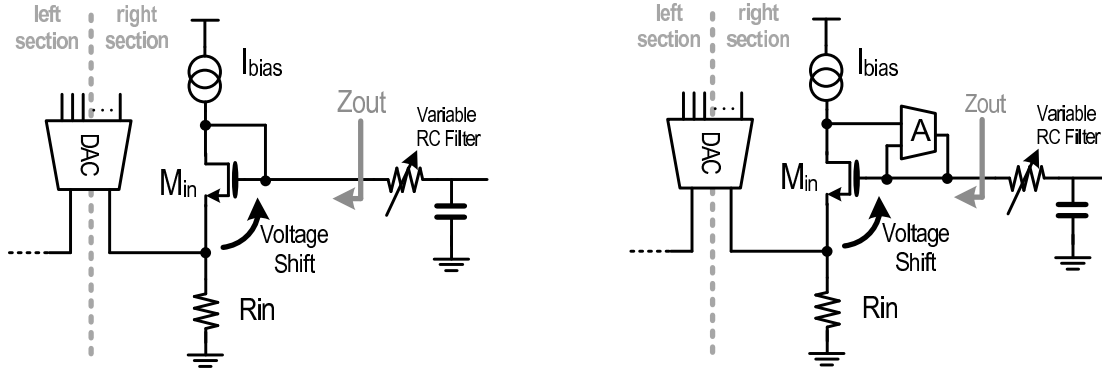 left
section
right
section
Ibias
DAC
Min
Zout
Variable
RC Filter
Voltage
Shift
Rin
left
section
right
section
Ibias
DAC
A
Min
Zout
Variable
RC Filter
Voltage
Shift
Rin